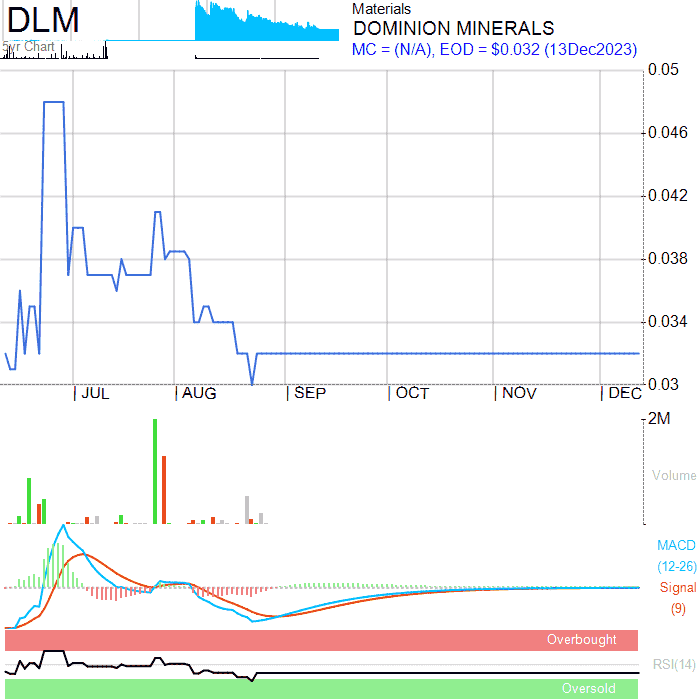 DLM
5yr Chart
Materials
DOMINION MINERALS
MC = (N/A), EOD = $0.032 (13Dec2023)
0.05
0.046
0.042
0.038
0.034
0.03
JUL AUG SEP OCT NOV DEC
2M
Volume
MACD
(12-26)
Signal
(9)
Overbought
RSI(14)
Oversold